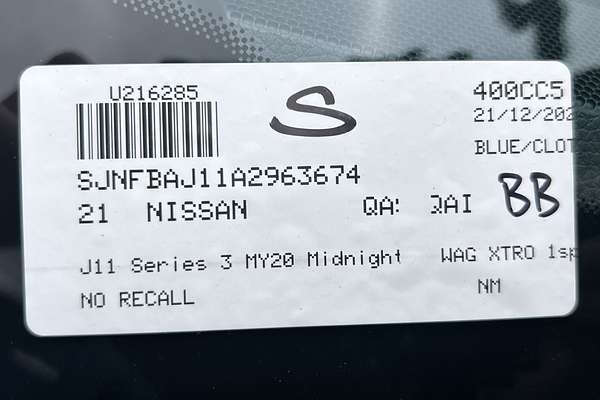 U216285
S
400CC5
21/12/202
BLUE/CLOT
SJNFBAJ11A2963674
21 NISSAN QA: QAI BB
J11 Series 3 MY20 Midnight WAG XTRO 1sp
NO RECALL NM